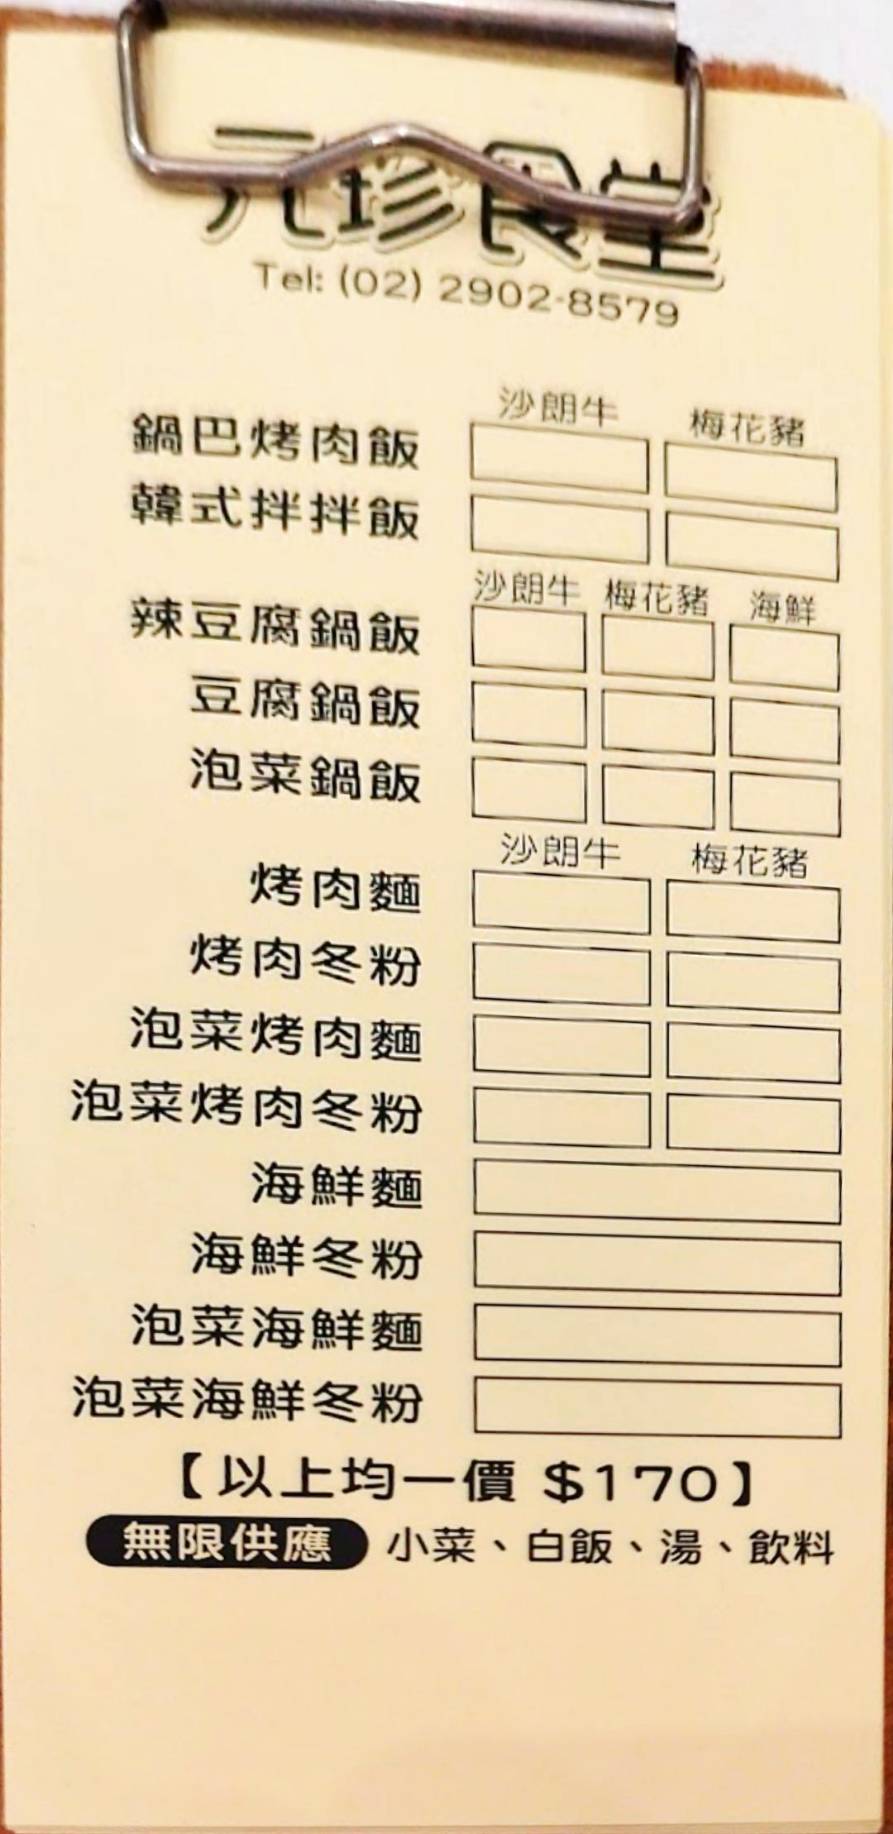 元珍食堂
Tel: (02) 2902-8579
沙朗牛 梅花豬
鍋巴烤肉飯
韓式拌拌飯
沙朗牛 梅花豬 海鮮
辣豆腐鍋飯
豆腐鍋飯
泡菜鍋飯
沙朗牛 梅花豬
烤肉麵
烤肉冬粉
泡菜烤肉麵
泡菜烤肉冬粉
海鮮麵
海鮮冬粉
泡菜海鮮麵
泡菜海鮮冬粉
【以上均一價 $170】
無限供應 小菜、白飯、湯、飲料